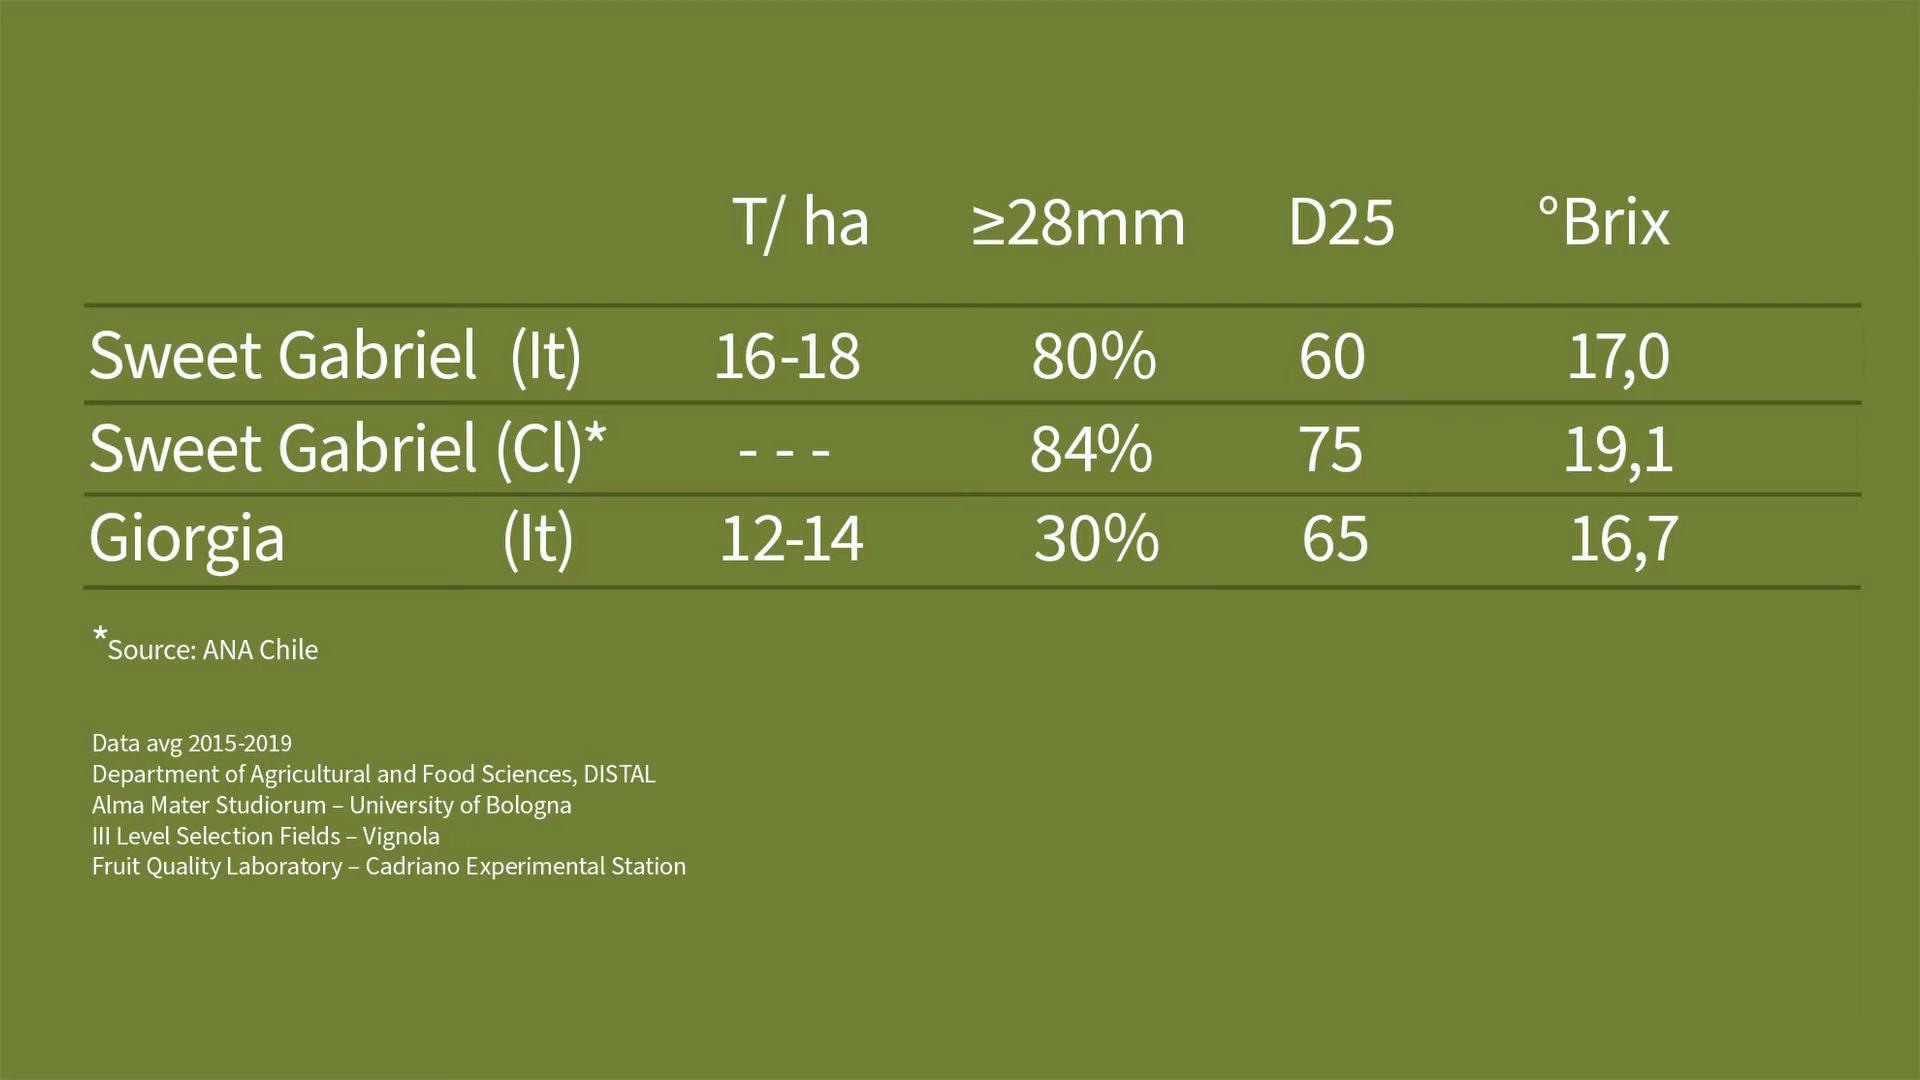 T/ ha ≥28mm D25 °Brix
Sweet Gabriel (It) 16-18 80% 60 17,0
Sweet Gabriel (Cl)* - - - 84% 75 19,1
Giorgia (It) 12-14 30% 65 16,7
*Source: ANA Chile
Data avg 2015-2019
Department of Agricultural and Food Sciences, DISTAL
Alma Mater Studiorum – University of Bologna
III Level Selection Fields – Vignola
Fruit Quality Laboratory – Cadriano Experimental Station